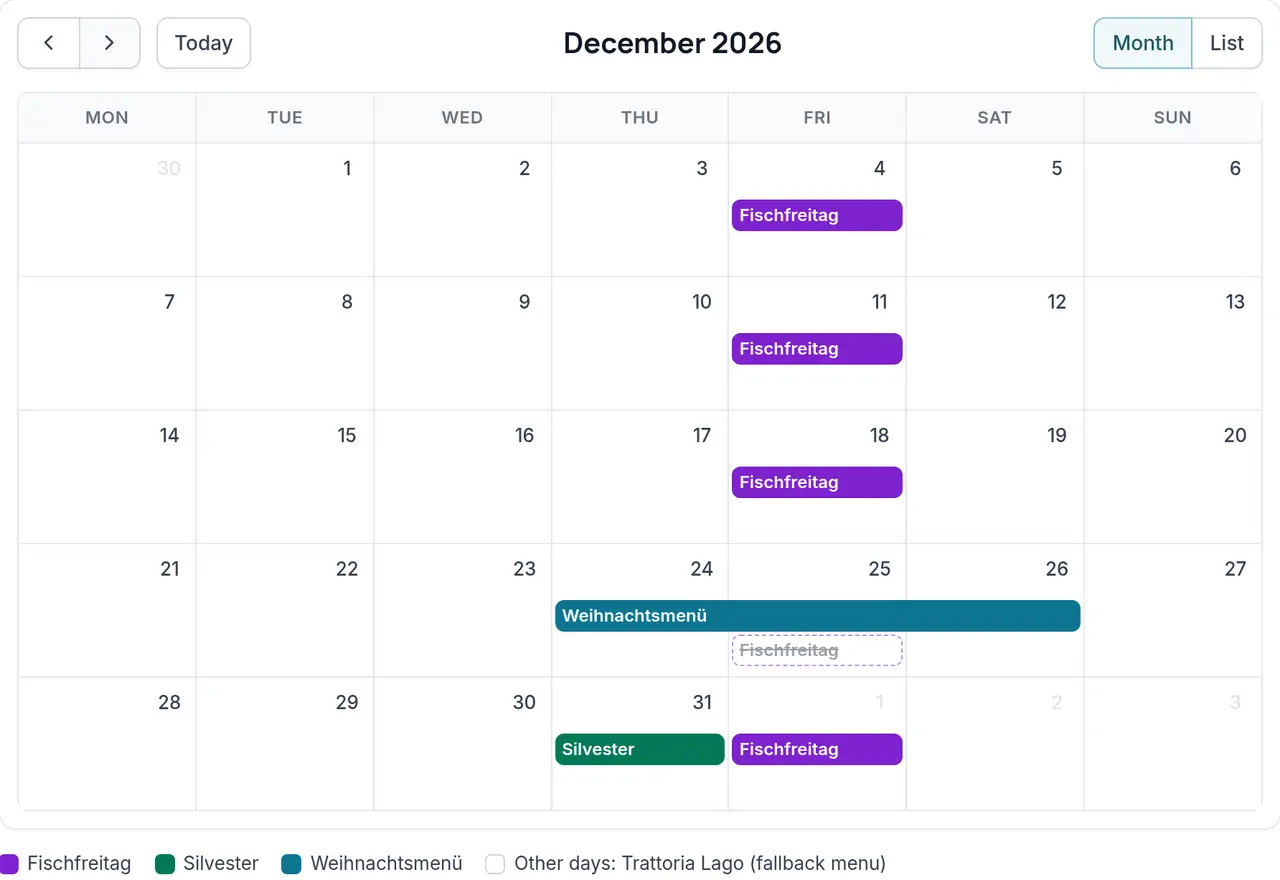 Today
December 2026
Month
List
MON TUE WED THU FRI SAT SUN
30 1 2 3 4 5 6
Fischfreitag
7 8 9 10 11 12 13
Fischfreitag
14 15 16 17 18 19 20
Fischfreitag
21 22 23 24 25 26 27
Weihnachtsmenü
Fischfreitag
28 29 30 31 1 2 3
Silvester Fischfreitag
Fischfreitag Silvester Weihnachtsmenü Other days: Trattoria Lago (fallback menu)